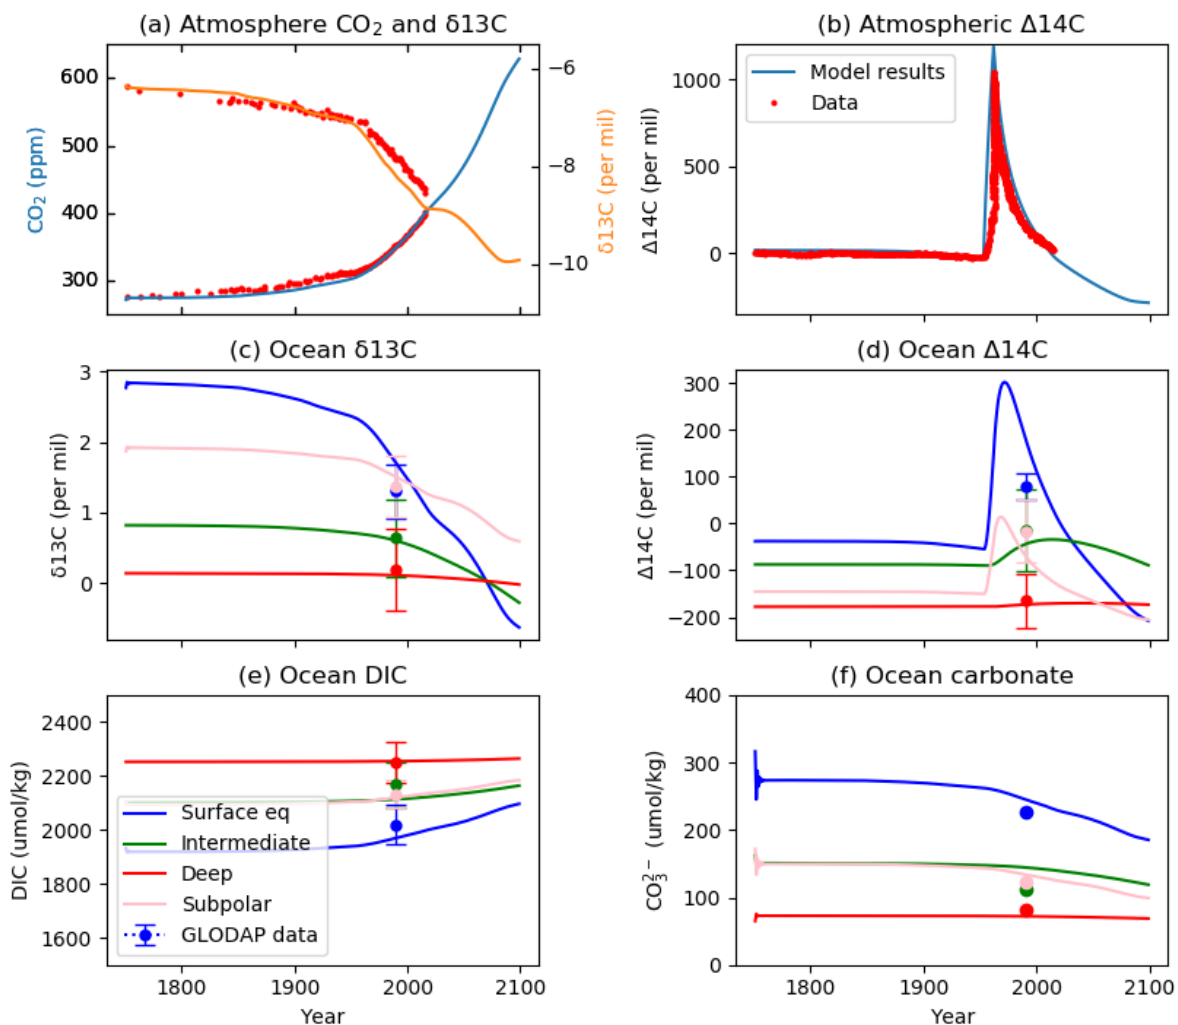 (a) Atmosphere CO₂ and δ13C
600
500
400
300
CO₂ (ppm)
−6
−8
−10
δ13C (per mil)
(b) Atmospheric Δ14C
1000
500
0
Δ14C (per mil)
Model results
Data
(c) Ocean δ13C
3
2
1
0
δ13C (per mil)
(d) Ocean Δ14C
300
200
100
0
−100
−200
Δ14C (per mil)
(e) Ocean DIC
2400
2200
2000
1800
1600
DIC (umol/kg)
Surface eq
Intermediate
Deep
Subpolar
GLODAP data
1800 1900 2000 2100
Year
(f) Ocean carbonate
400
300
200
100
0
CO₃²⁻ (umol/kg)
1800 1900 2000 2100
Year